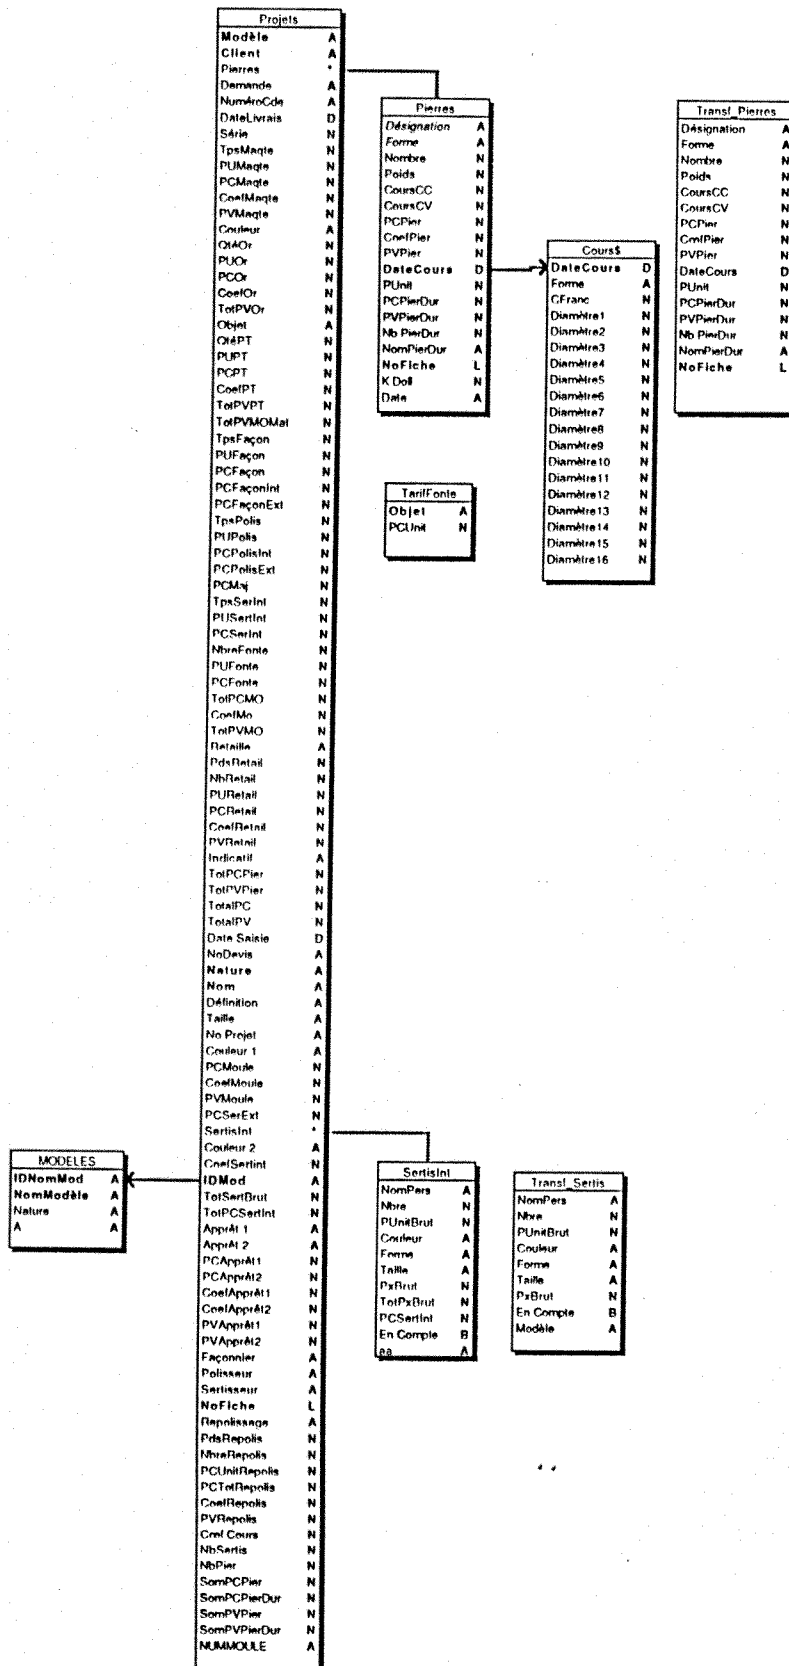 Projets
Modèle A
Client A
Pierres *
Demande A
NuméroCde A
DateLivrais D
Série N
TpsMaqte N
PUMaqte N
PCMaqte N
CoefMaqte N
PVMaqte N
Couleur A
QtéOr N
PUOr N
PCOr N
CoefOr N
TotPVOr N
Objet A
QtéPT N
PUPT N
PCPT N
CoefPT N
TotPVPT N
TotPVMOMat N
TpsFaçon N
PUFaçon N
PCFaçon N
PCFaçonInt N
PCFaçonExt N
TpsPolis N
PUPolis N
PCPolisInt N
PCPolisExt N
PCMaj N
TpsSerInt N
PUSertInt N
PCSerInt N
NbreFonte N
PUFonte N
PCFonte N
TotPCMO N
CoefMo N
TotPVMO N
Retaille A
PdsRetail N
NbRetail N
PURetail N
PCRetail N
CoefRetail N
PVRetail N
Indicatif A
TotPCPier N
TotPVPier N
TotalPC N
TotalPV N
Date Saisie D
NoDevis A
Nature A
Nom A
Définition A
Taille A
No Projet A
Couleur 1 A
PCMoule N
CoefMoule N
PVMoule N
PCSerExt N
SertisInt *
Couleur 2 A
CoefSertint N
IDMod A
TotSertBrut N
TotPCSertInt N
Apprêt 1 A
Apprêt 2 A
PCApprêt1 N
PCApprêt2 N
CoefApprêt1 N
CoefApprêt2 N
PVApprêt1 N
PVApprêt2 N
Façonnier A
Polisseur A
Sertisseur A
NoFiche L
Repolissage A
PdsRepolis N
NbreRepolis N
PCUnitRepolis N
PCTotRepolis N
CoefRepolis N
PVRepolis N
Coef Cours N
NbSertis N
NbPier N
SomPCPier N
SomPCPierDur N
SomPVPier N
SomPVPierDur N
NUMMOULE A
Pierres
Désignation A
Forme A
Nombre N
Poids N
CoursCC N
CoursCV N
PCPier N
CoefPier N
PVPier N
DateCours D
PUnit N
PCPierDur N
PVPierDur N
Nb PierDur N
NomPierDur A
NoFiche L
K Doll N
Date A
Cours$
DateCours D
Forme A
CFranc N
Diamètre1 N
Diamètre2 N
Diamètre3 N
Diamètre4 N
Diamètre5 N
Diamètre6 N
Diamètre7 N
Diamètre8 N
Diamètre9 N
Diamètre10 N
Diamètre11 N
Diamètre12 N
Diamètre13 N
Diamètre14 N
Diamètre15 N
Diamètre16 N
Transf_Pierres
Désignation A
Forme A
Nombre N
Poids N
CoursCC N
CoursCV N
PCPier N
CoefPier N
PVPier N
DateCours D
PUnit N
PCPierDur N
PVPierDur N
Nb PierDur N
NomPierDur A
NoFiche L
TarifFonte
Objet A
PCUnit N
MODELES
IDNomMod A
NomModèle A
Nature A
A A
SertisInt
NomPers A
Nbre N
PUnitBrut N
Couleur A
Forme A
Taille A
PxBrut N
TotPxBrut N
PCSertInt N
En Compte B
ea A
Transf_Sertis
NomPers A
Nbre N
PUnitBrut N
Couleur A
Forme A
Taille A
PxBrut N
En Compte B
Modèle A